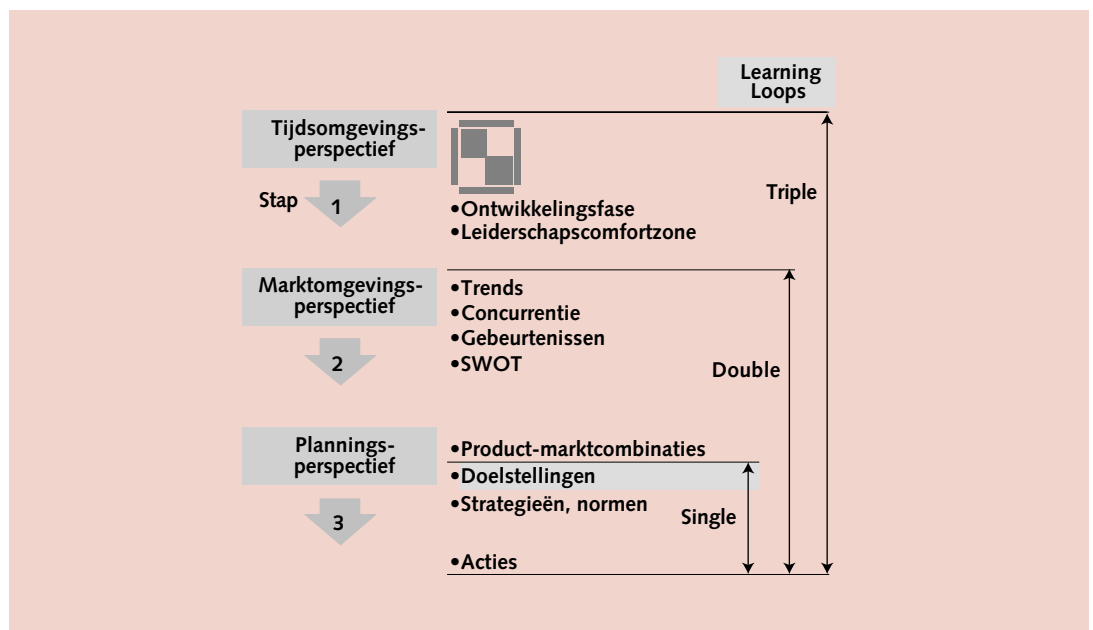 Learning
Loops
Tijdsomgevings-
perspectief
Stap 1
Triple
•Ontwikkelingsfase
•Leiderschapscomfortzone
Marktomgevings-
perspectief
•Trends
•Concurrentie
•Gebeurtenissen
•SWOT
2
Double
Plannings-
perspectief
•Product-marktcombinaties
•Doelstellingen
•Strategieën, normen
Single
3
•Acties